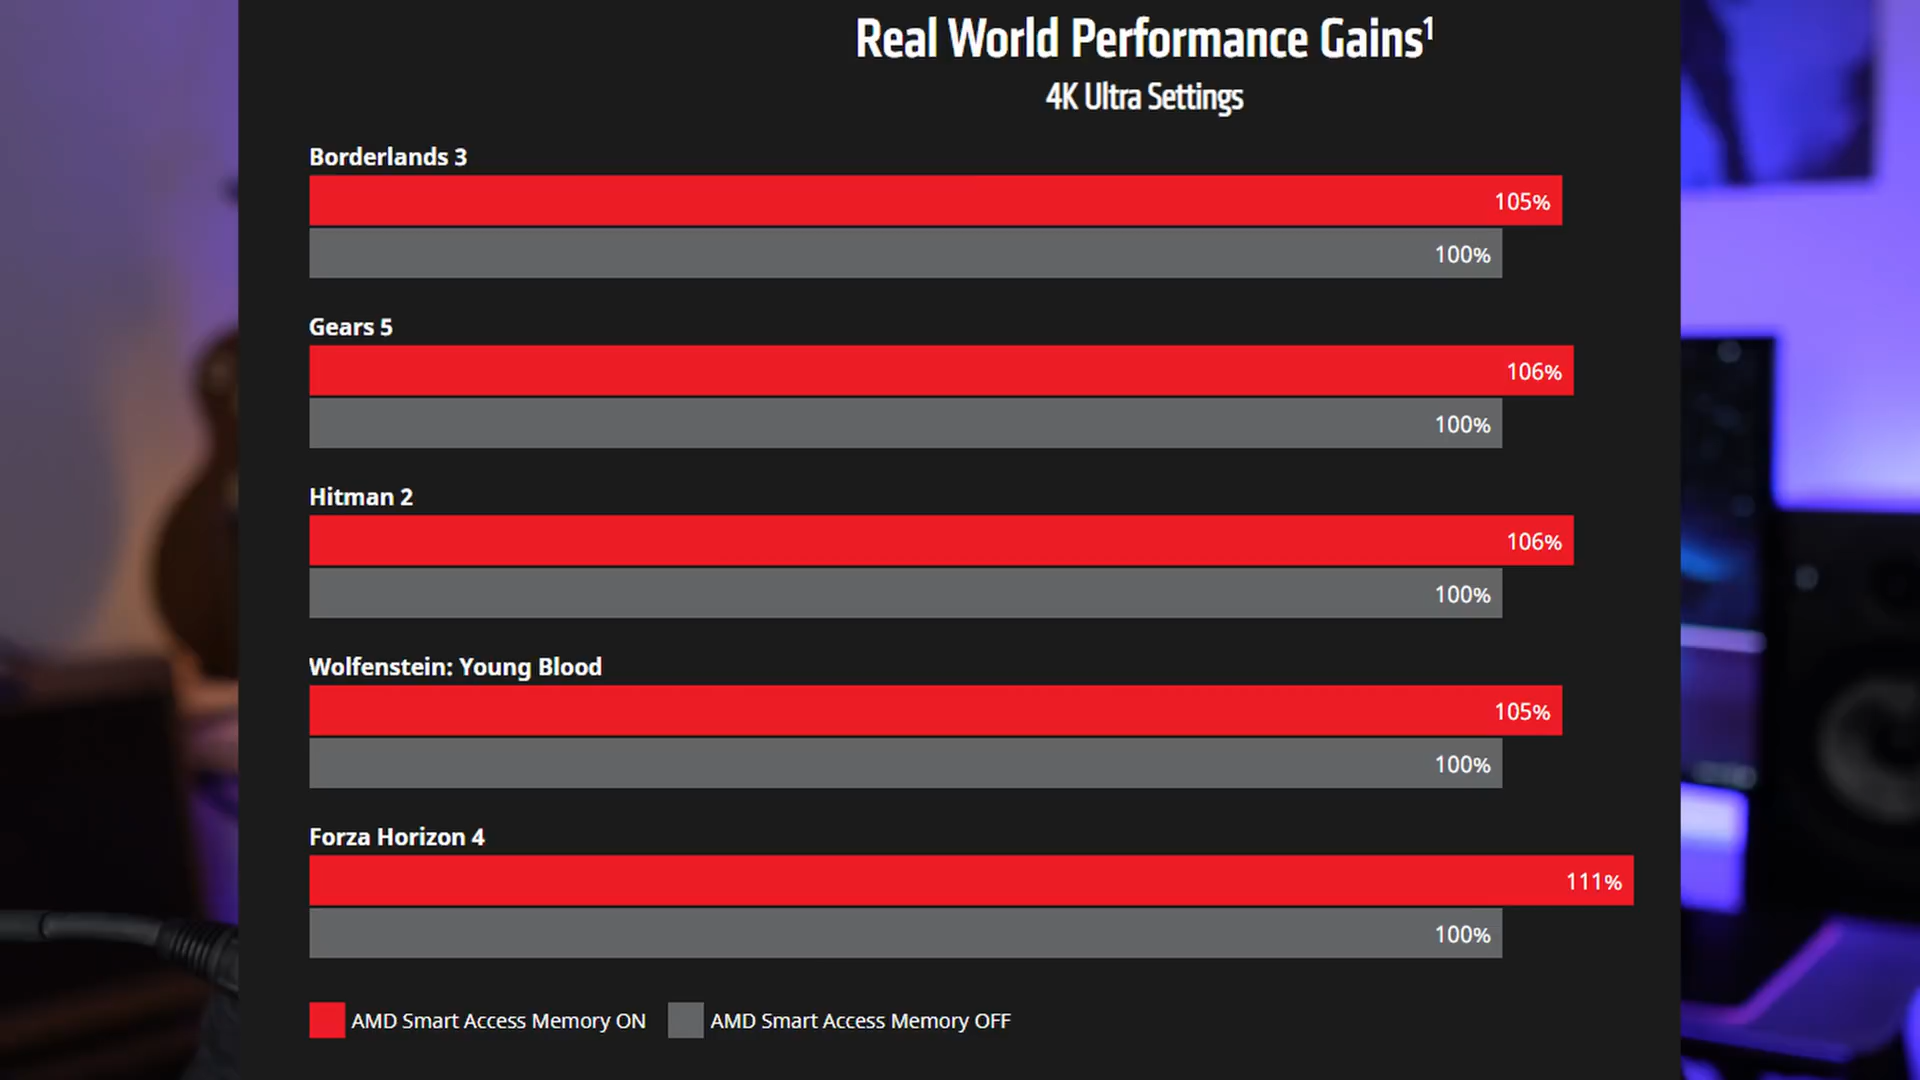 Real World Performance Gains¹
4K Ultra Settings
Borderlands 3
105%
100%
Gears 5
106%
100%
Hitman 2
106%
100%
Wolfenstein: Young Blood
105%
100%
Forza Horizon 4
111%
100%
AMD Smart Access Memory ON AMD Smart Access Memory OFF